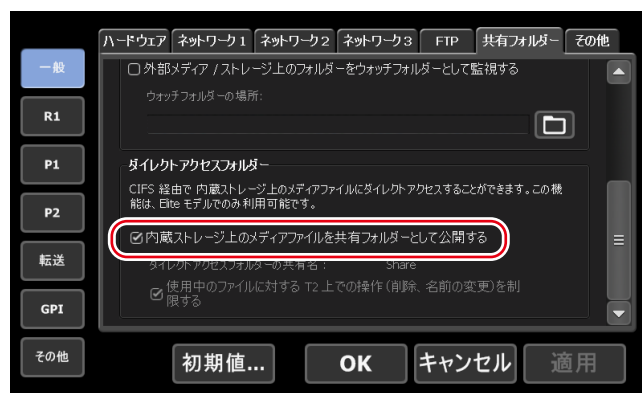 ハードウェア ネットワーク1 ネットワーク2 ネットワーク3 FTP 共有フォルダー その他
一般
R1
P1
P2
転送
GPI
その他
外部メディア / ストレージ上のフォルダーをウォッチフォルダーとして監視する
ウォッチフォルダーの場所:
ダイレクトアクセスフォルダー
CIFS 経由で 内蔵ストレージ上のメディアファイルにダイレクトアクセスすることができます。この機
能は、Elite モデルでのみ利用可能です。
内蔵ストレージ上のメディアファイルを共有フォルダーとして公開する
ダイレクトアクセスフォルダーの共有名 : Share
使用中のファイルに対する T2 上での操作 (削除、名前の変更)を制
限する
初期値... OK キャンセル 適用